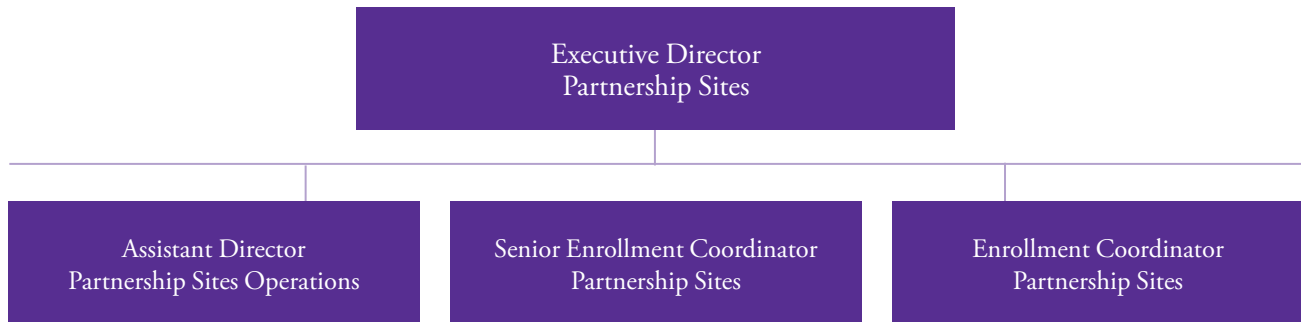 Executive Director
Partnership Sites
Assistant Director
Partnership Sites Operations
Senior Enrollment Coordinator
Partnership Sites
Enrollment Coordinator
Partnership Sites